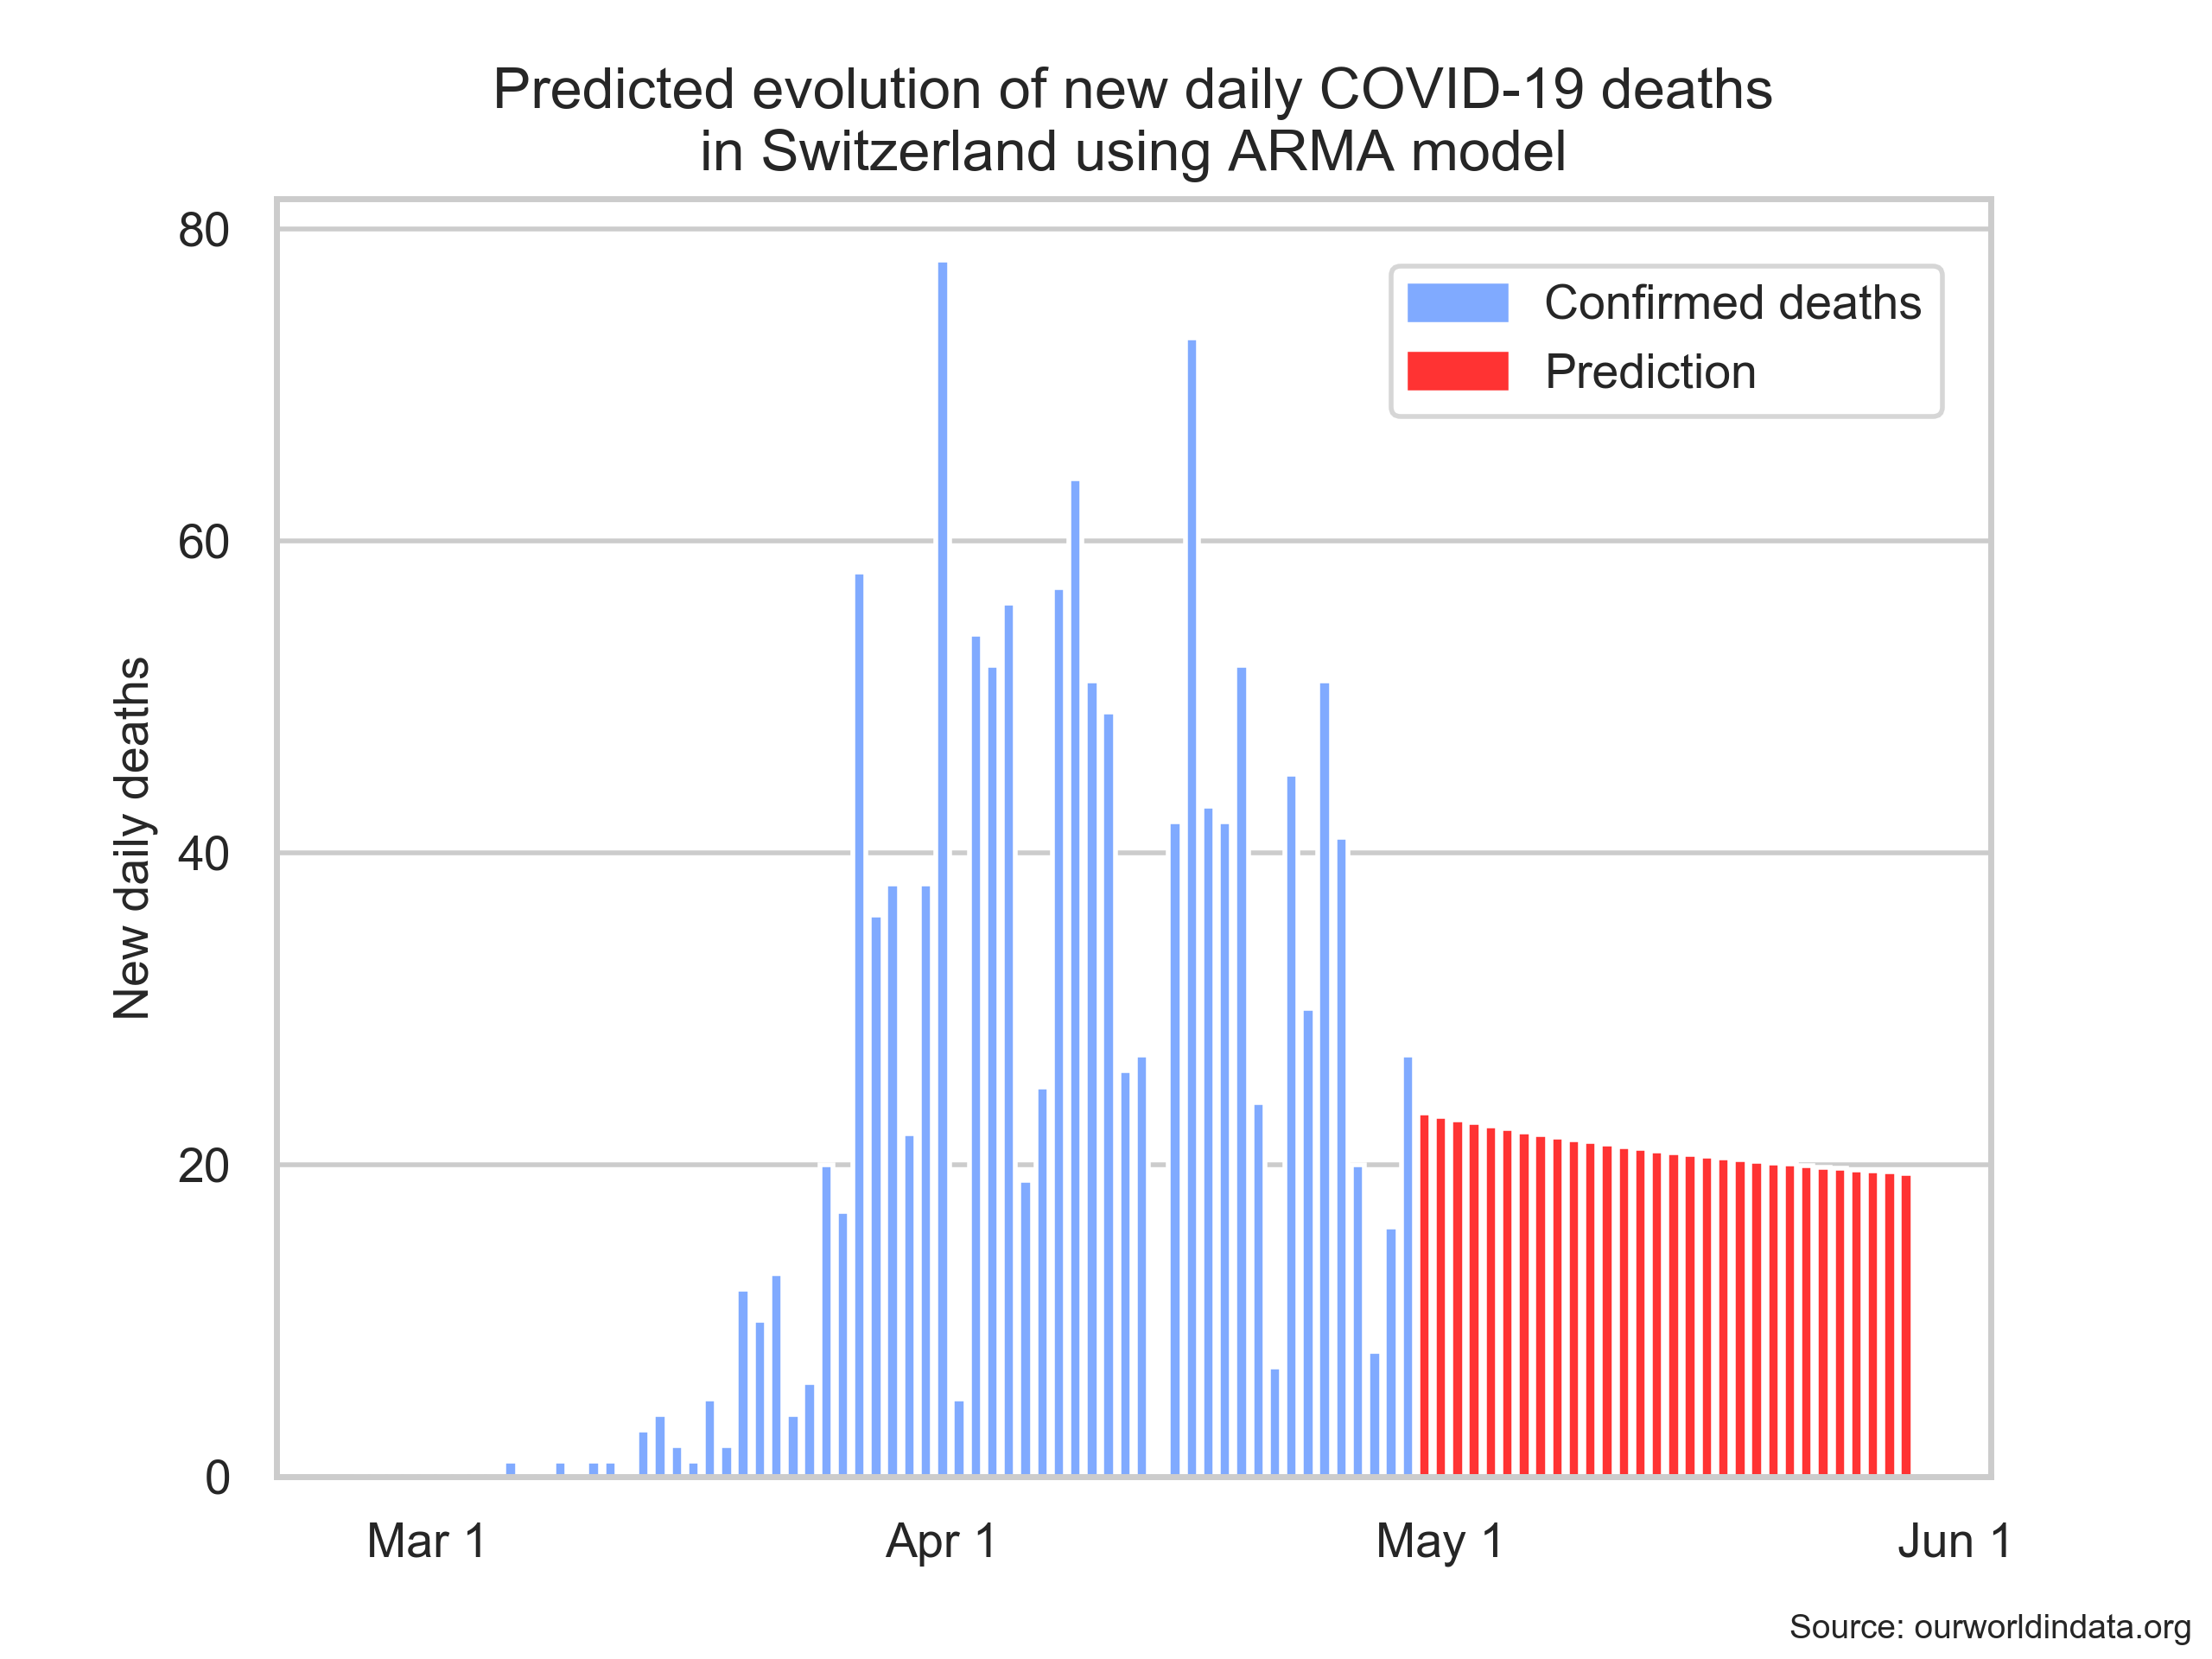 Predicted evolution of new daily COVID-19 deaths
in Switzerland using ARMA model
80
60
40
20
0
New daily deaths
Confirmed deaths
Prediction
Mar 1
Apr 1
May 1
Jun 1
Source: ourworldindata.org